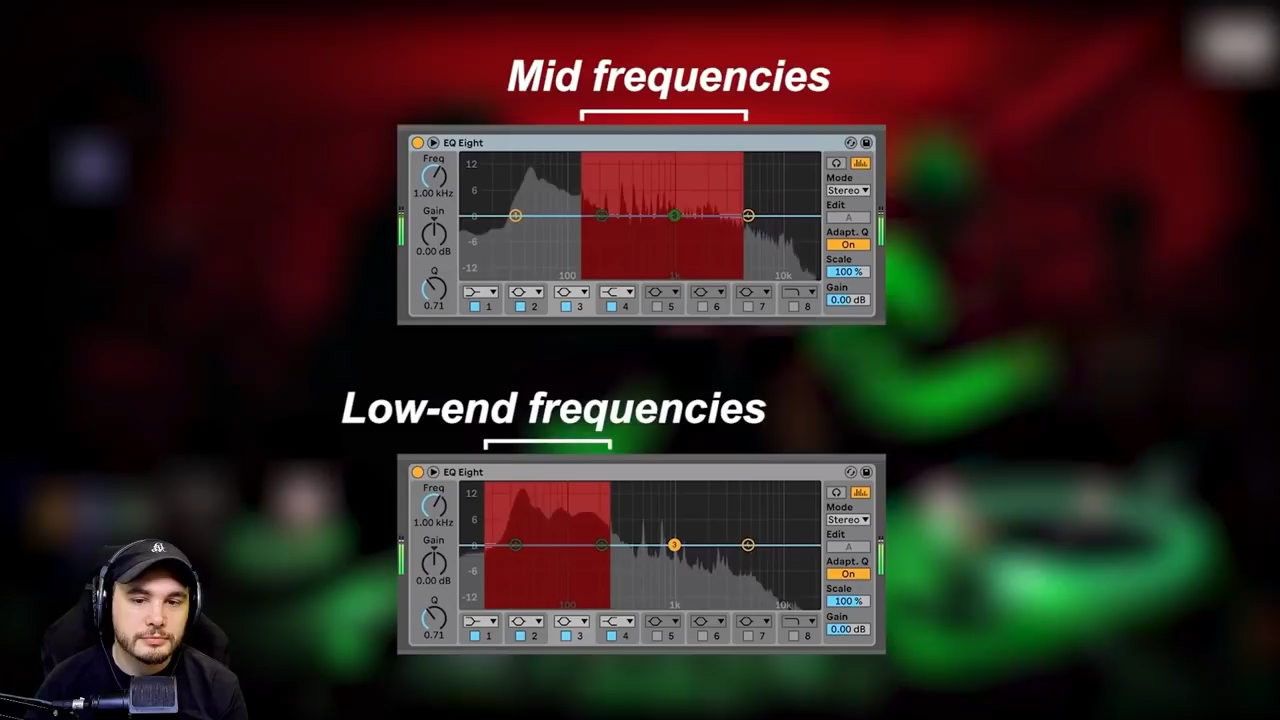 Mid frequencies
EQ Eight
Freq
1.00 kHz
Gain
0.00 dB
Q
0.71
12
6
0
-6
-12
100
1k
10k
1
2
3
4
5
6
7
8
Mode
Stereo
Edit
A
Adapt. Q
On
Scale
100 %
Gain
0.00 dB
Low-end frequencies
EQ Eight
Freq
1.00 kHz
Gain
0.00 dB
Q
0.71
12
6
0
-6
-12
100
1k
10k
3
1
2
3
4
5
6
7
8
Mode
Stereo
Edit
A
Adapt. Q
On
Scale
100 %
Gain
0.00 dB